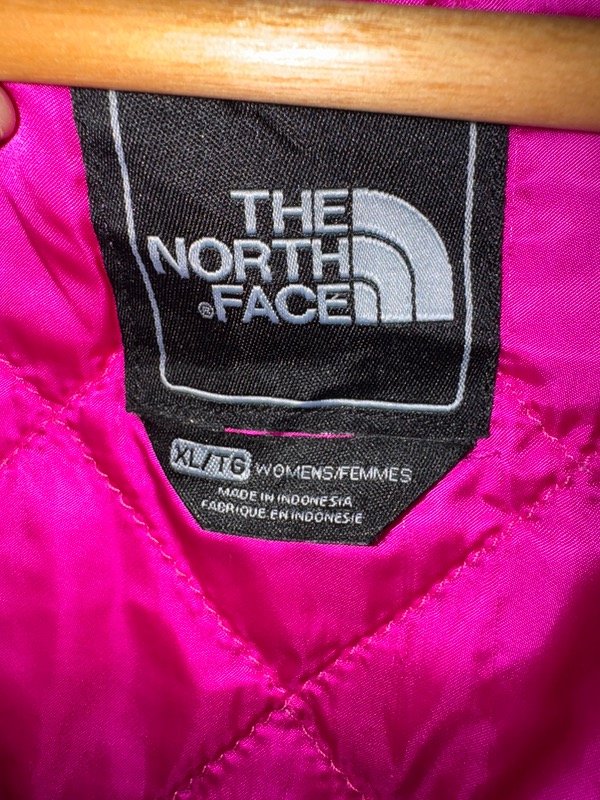 THE
NORTH
®FACE
XL/TG WOMENS/FEMMES
MADE IN INDONESIA
FABRIQUE EN INDONESIE